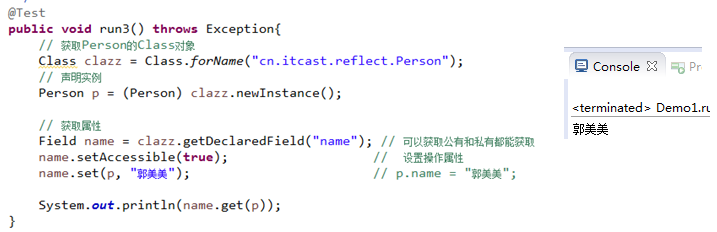 @Test
public void run3() throws Exception{
// 获取Person的Class对象
Class clazz = Class.forName("cn.itcast.reflect.Person");
// 声明实例
Person p = (Person) clazz.newInstance();
// 获取属性
Field name = clazz.getDeclaredField("name"); // 可以获取公有和私有都能获取
name.setAccessible(true); // 设置操作属性
name.set(p, "郭美美"); // p.name = "郭美美";
System.out.println(name.get(p));
}
Console
Pr
<terminated> Demo1.ru
郭美美